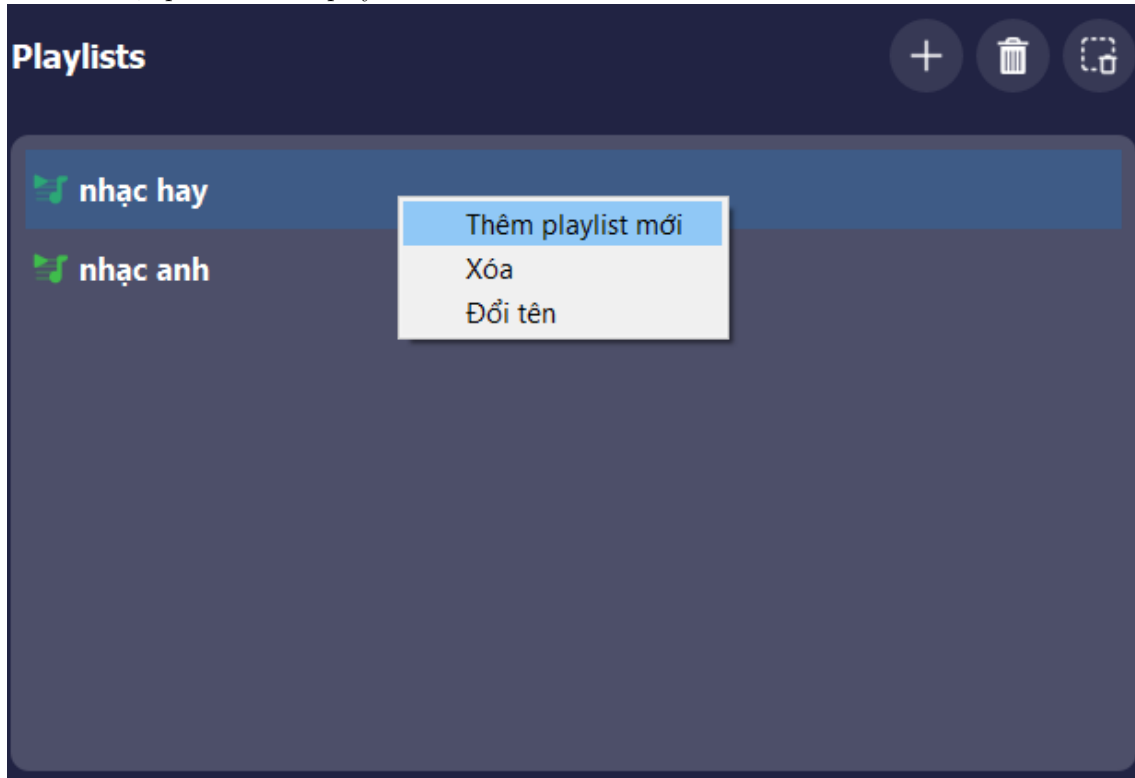 Playlists
nhạc hay
Thêm playlist mới
nhạc anh
Xóa
Đổi tên